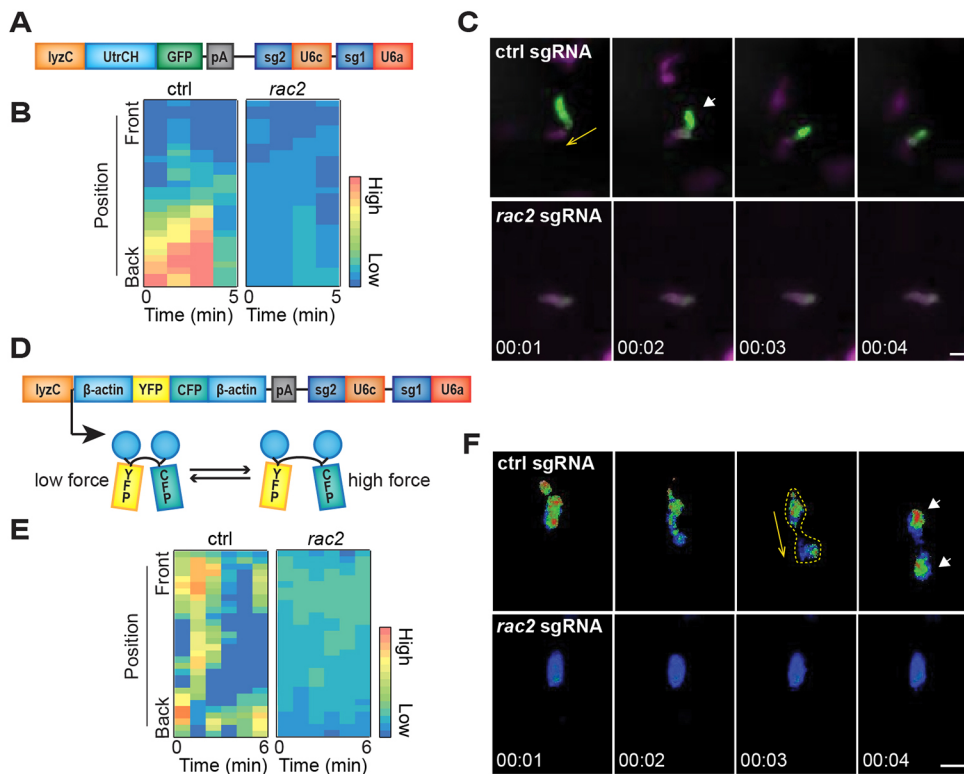 A
lyzC UtrCH GFP pA sg2 U6c sg1 U6a
B
ctrl rac2
Front
Position
Back
High
Low
0 5 0 5
Time (min) Time (min)
C
ctrl sgRNA
rac2 sgRNA
00:01 00:02 00:03 00:04
D
lyzC β-actin YFP CFP β-actin pA sg2 U6c sg1 U6a
low force YFP CFP YFP CFP high force
E
ctrl rac2
Front
Position
Back
High
Low
0 6 0 6
Time (min) Time (min)
F
ctrl sgRNA
rac2 sgRNA
00:01 00:02 00:03 00:04